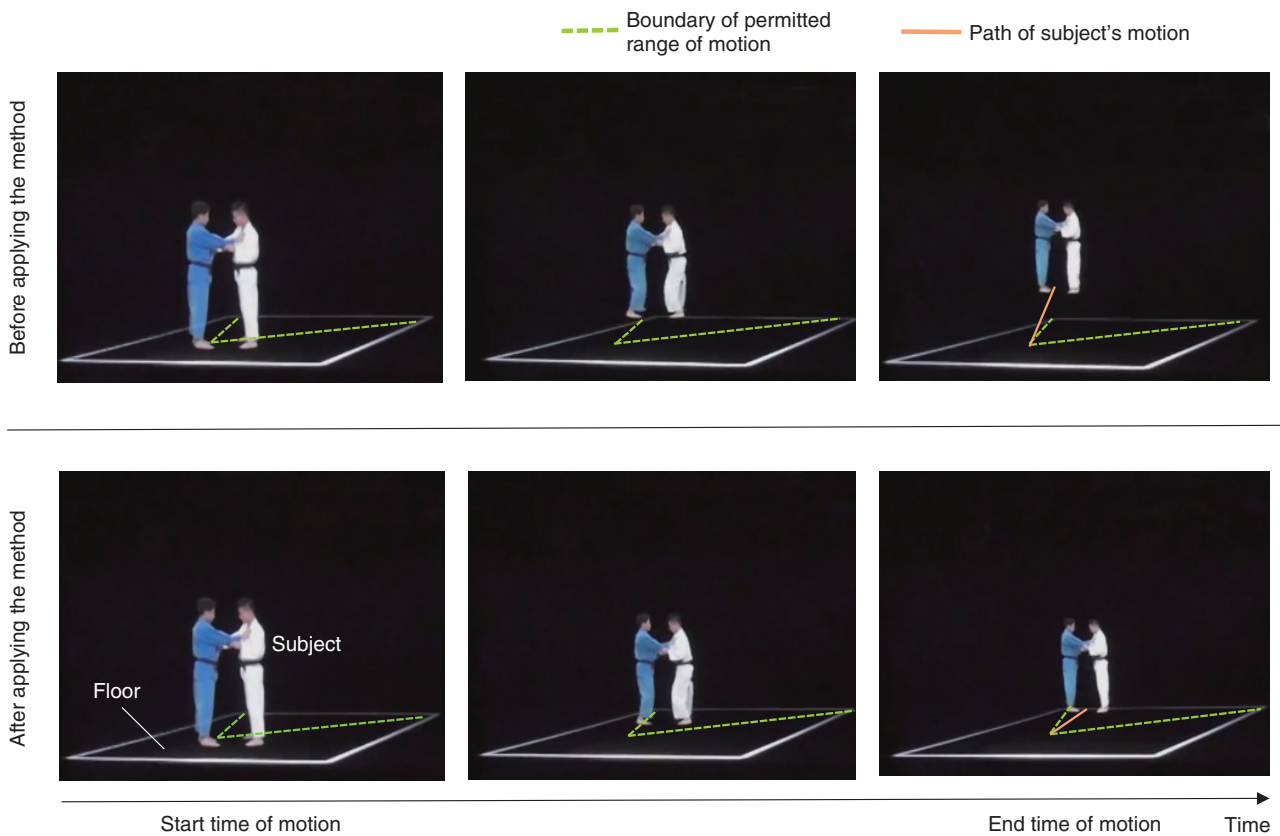 Boundary of permitted
range of motion
Path of subject's motion
Before applying the method
After applying the method
Subject
Floor
Start time of motion
End time of motion
Time